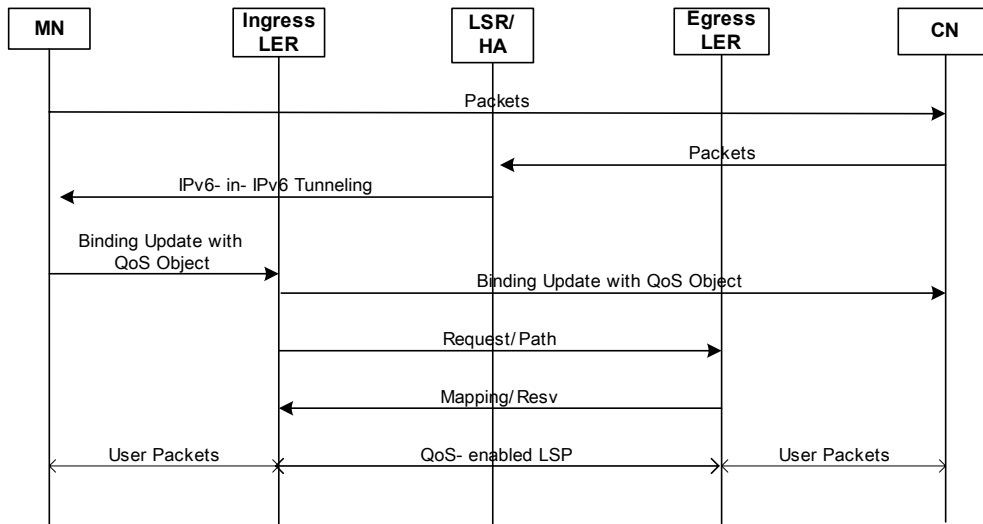 MN
Ingress
LER
LSR/
HA
Egress
LER
CN
Packets
Packets
IPv6- in- IPv6 Tunneling
Binding Update with
QoS Object
Binding Update with QoS Object
Request/ Path
Mapping/ Resv
User Packets
QoS- enabled LSP
User Packets